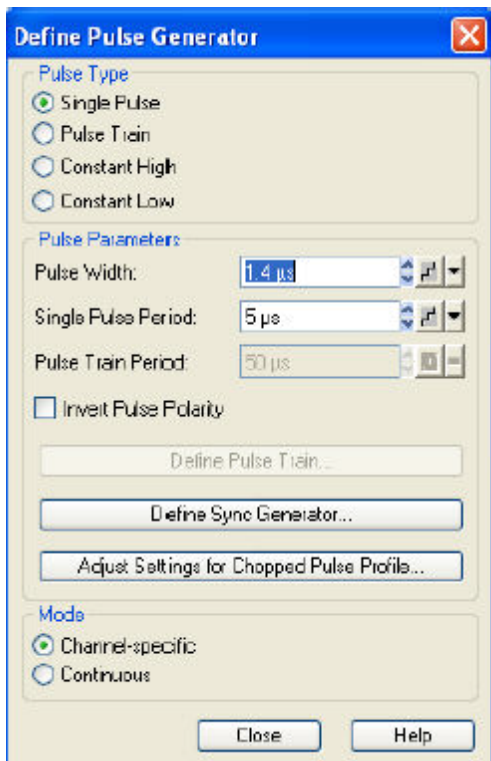 Define Pulse Generator
Pulse Type
Single Pulse
Pulse Train
Constant High
Constant Low
Pulse Parameters
Pulse Width: 1.4 µs
Single Pulse Period: 5 µs
Pulse Train Period: 50 µs
Invert Pulse Polarity
Define Pulse Train...
Define Sync Generator...
Adjust Settings for Chopped Pulse Profile...
Mode
Channel-specific
Continuous
Close Help